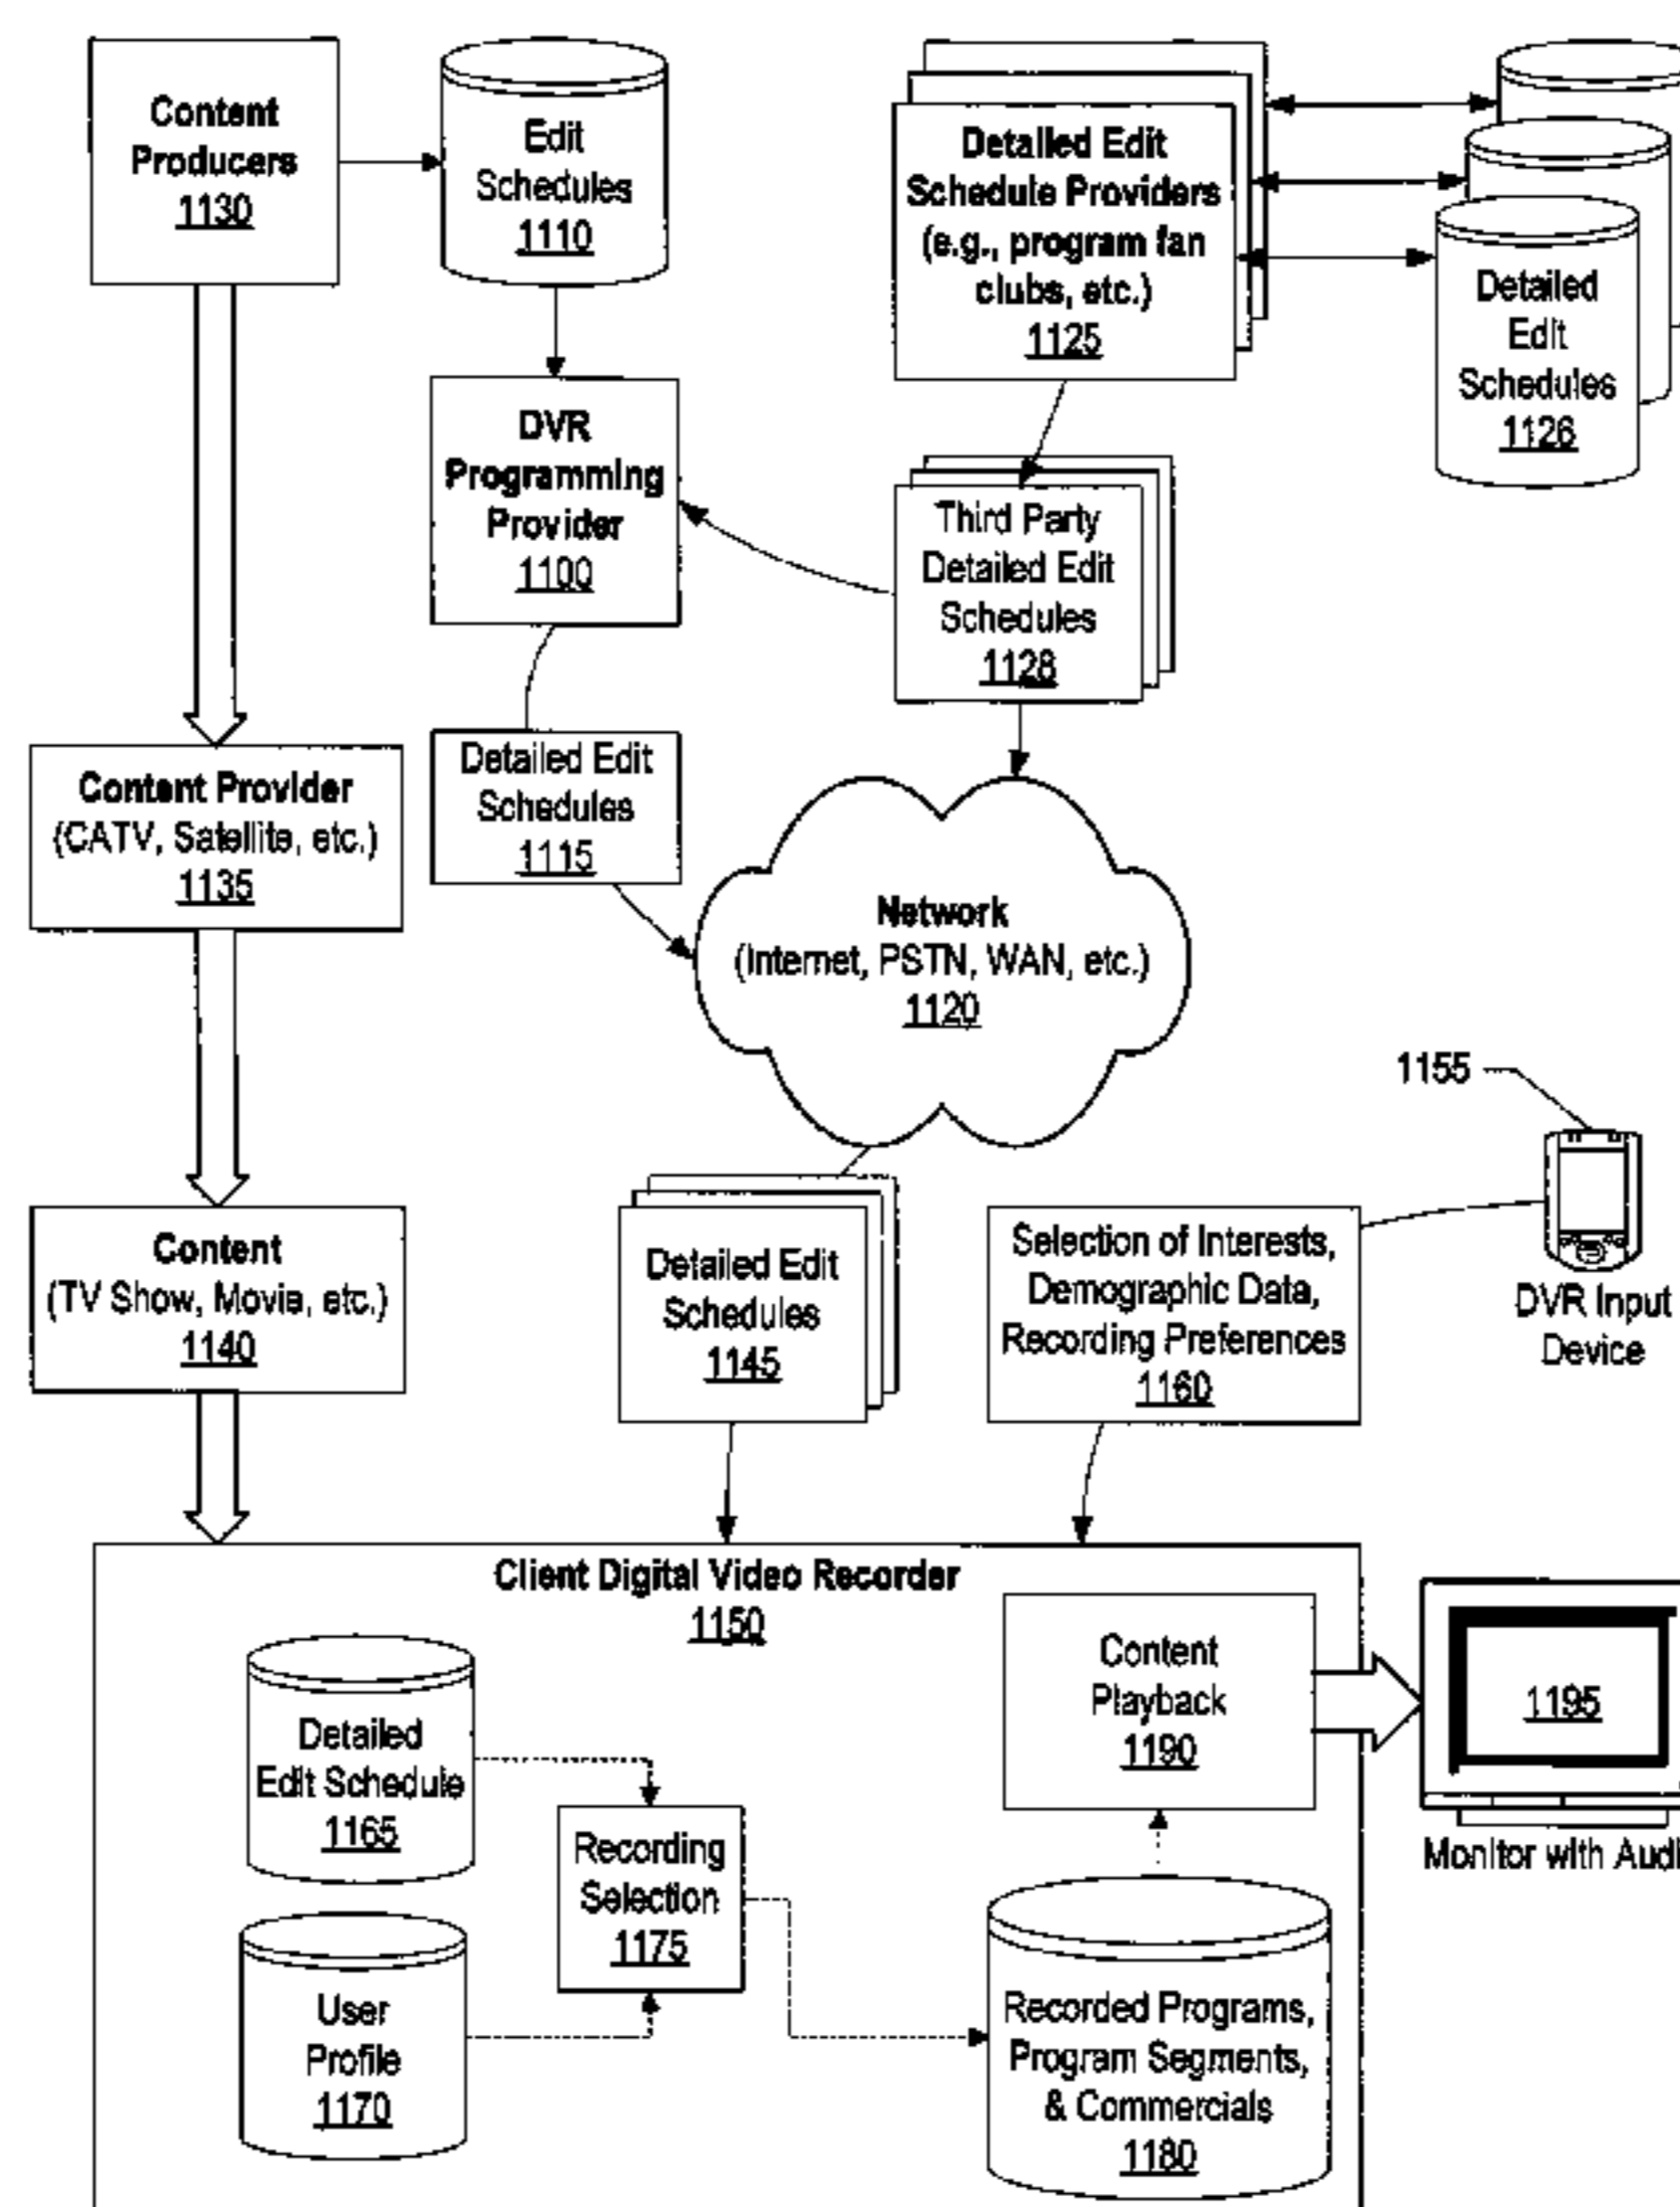 Content
Producers
1130
Edit
Schedules
1110
Detailed Edit
Schedule Providers
(e.g., program fan
clubs, etc.)
1125
Detailed
Edit
Schedules
1126
DVR
Programming
Provider
1100
Third Party
Detailed Edit
Schedules
1128
Content Provider
(CATV, Satellite, etc.)
1135
Detailed Edit
Schedules
1115
Network
(Internet, PSTN, WAN, etc.)
1120
1155
DVR Input
Device
Content
(TV Show, Movie, etc.)
1140
Detailed Edit
Schedules
1145
Selection of Interests,
Demographic Data,
Recording Preferences
1160
Client Digital Video Recorder
1150
Detailed
Edit Schedule
1165
User
Profile
1170
Recording
Selection
1175
Content
Playback
1190
1195
Monitor with Audi
Recorded Programs,
Program Segments,
& Commercials
1180